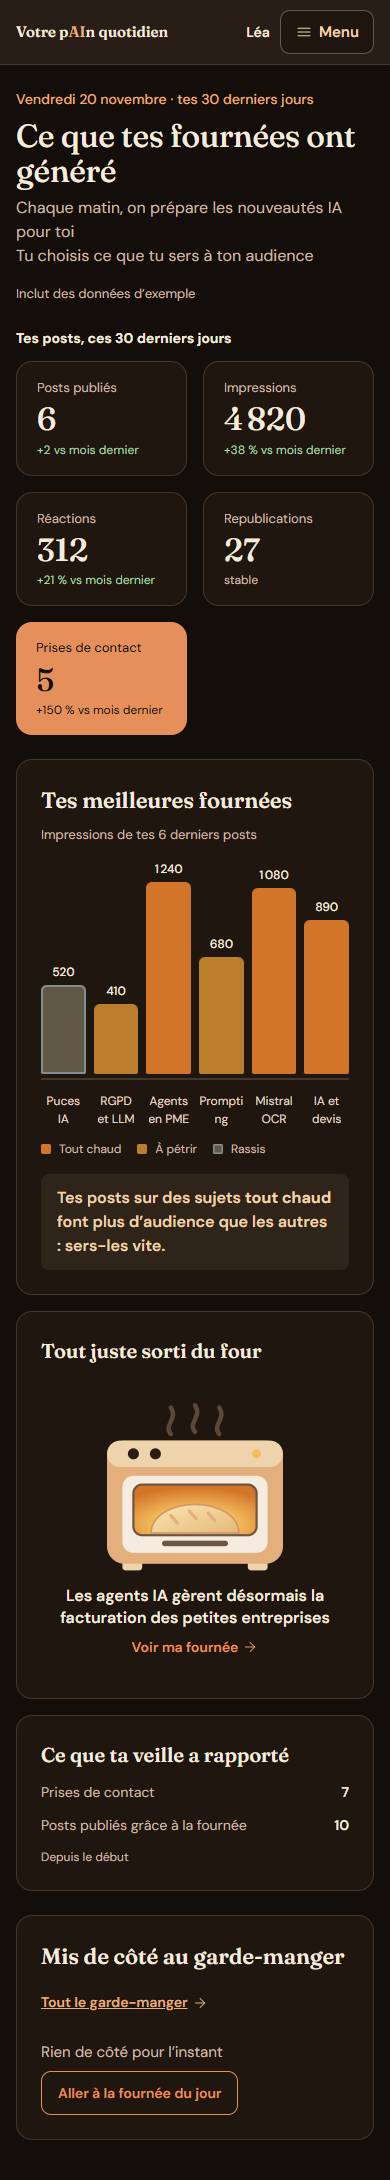 Votre pAIn quotidien
Léa
Menu
Vendredi 20 novembre · tes 30 derniers jours
Ce que tes fournées ont
généré
Chaque matin, on prépare les nouveautés IA
pour toi
Tu choisis ce que tu sers à ton audience
Inclut des données d’exemple
Tes posts, ces 30 derniers jours
Posts publiés
6
+2 vs mois dernier
Impressions
4 820
+38 % vs mois dernier
Réactions
312
+21 % vs mois dernier
Republications
27
stable
Prises de contact
5
+150 % vs mois dernier
Tes meilleures fournées
Impressions de tes 6 derniers posts
520
410
1 240
680
1 080
890
Puces
IA
RGPD
et LLM
Agents
en PME
Prompti
ng
Mistral
OCR
IA et
devis
Tout chaud
À pétrir
Rassis
Tes posts sur des sujets tout chaud
font plus d’audience que les autres
: sers-les vite.
Tout juste sorti du four
Les agents IA gèrent désormais la
facturation des petites entreprises
Voir ma fournée →
Ce que ta veille a rapporté
Prises de contact 7
Posts publiés grâce à la fournée 10
Depuis le début
Mis de côté au garde-manger
Tout le garde-manger →
Rien de côté pour l’instant
Aller à la fournée du jour